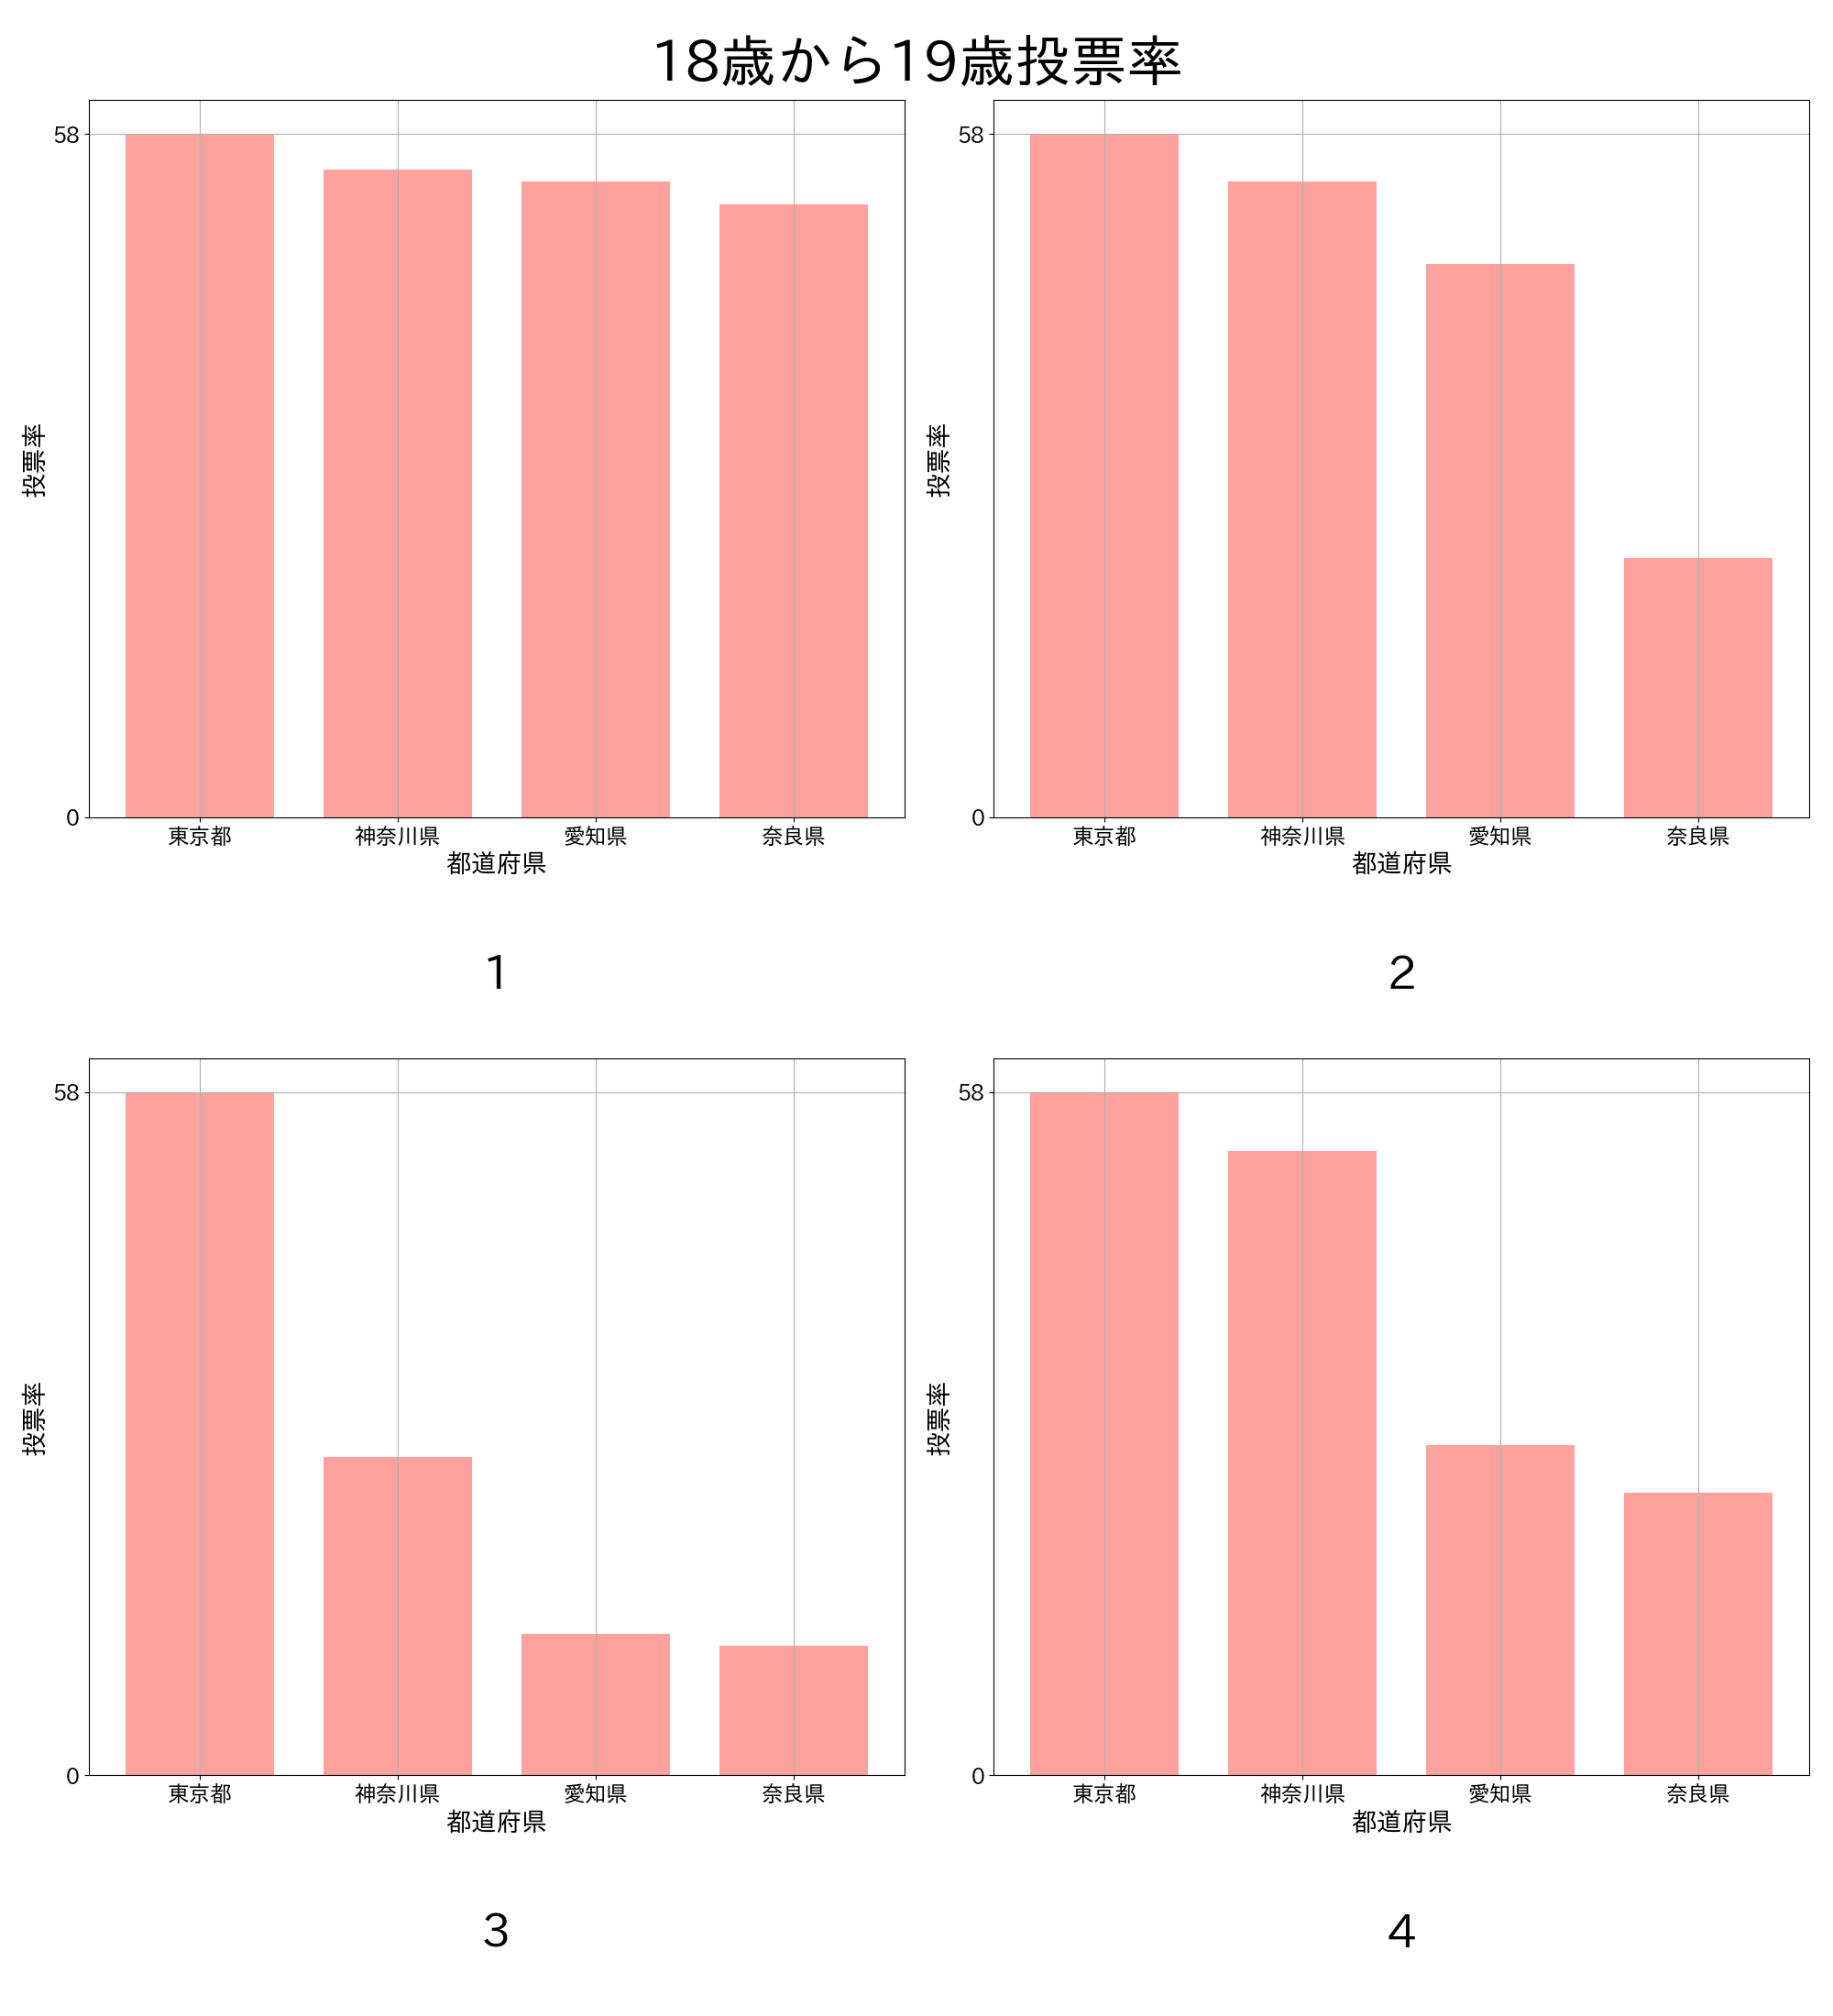 18歳から19歳投票率
58
0
投票率
東京都 神奈川県 愛知県 奈良県
都道府県
1
58
0
投票率
東京都 神奈川県 愛知県 奈良県
都道府県
2
58
0
投票率
東京都 神奈川県 愛知県 奈良県
都道府県
3
58
0
投票率
東京都 神奈川県 愛知県 奈良県
都道府県
4